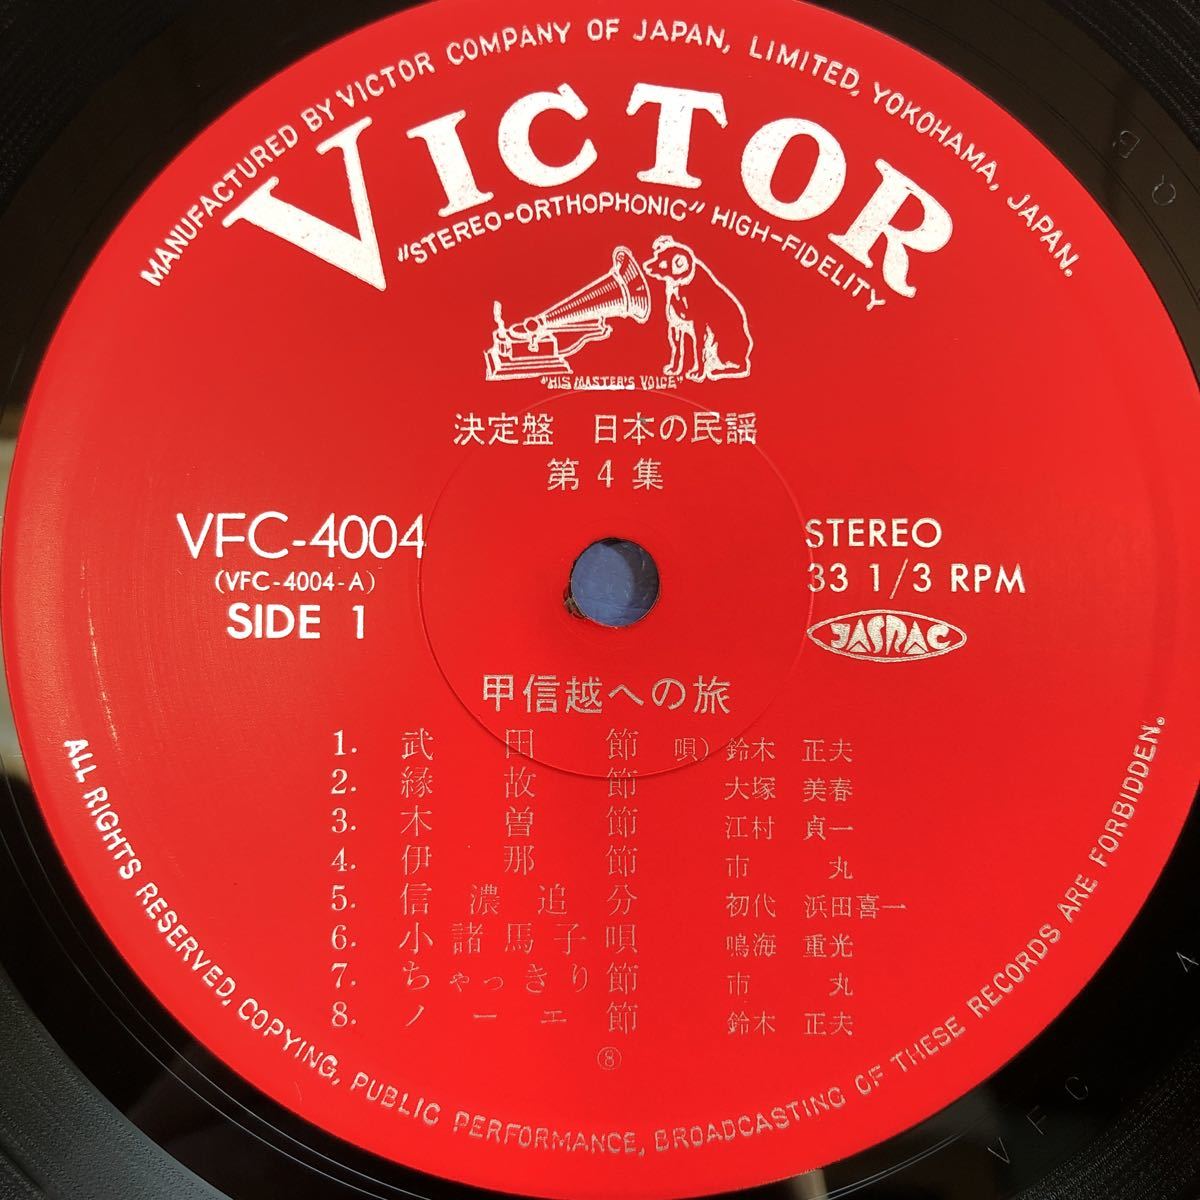 MANUFACTURED BY VICTOR COMPANY OF JAPAN, LIMITED, YOKOHAMA, JAPAN.
VICTOR
"STEREO-ORTHOPHONIC" HIGH-FIDELITY
"HIS MASTER'S VOICE"
決定盤 日本の民謡
第4集
VFC-4004
(VFC-4004-A)
SIDE 1
STEREO
33 1/3 RPM
JASRAC
甲信越への旅
1. 武田節 唄) 鈴木 正夫
2. 縁故節 大塚 美春
3. 木曽節 江村 貞一
4. 伊那節 市丸
5. 信濃追分 初代 浜田喜一
6. 小諸馬子唄 鳴海 重光
7. ちゃっきり節 市丸
8. ノーエ節 鈴木 正夫
⑧
ALL RIGHTS RESERVED, COPYING, PUBLIC PERFORMANCE, BROADCASTING OF THESE RECORDS ARE FORBIDDEN.